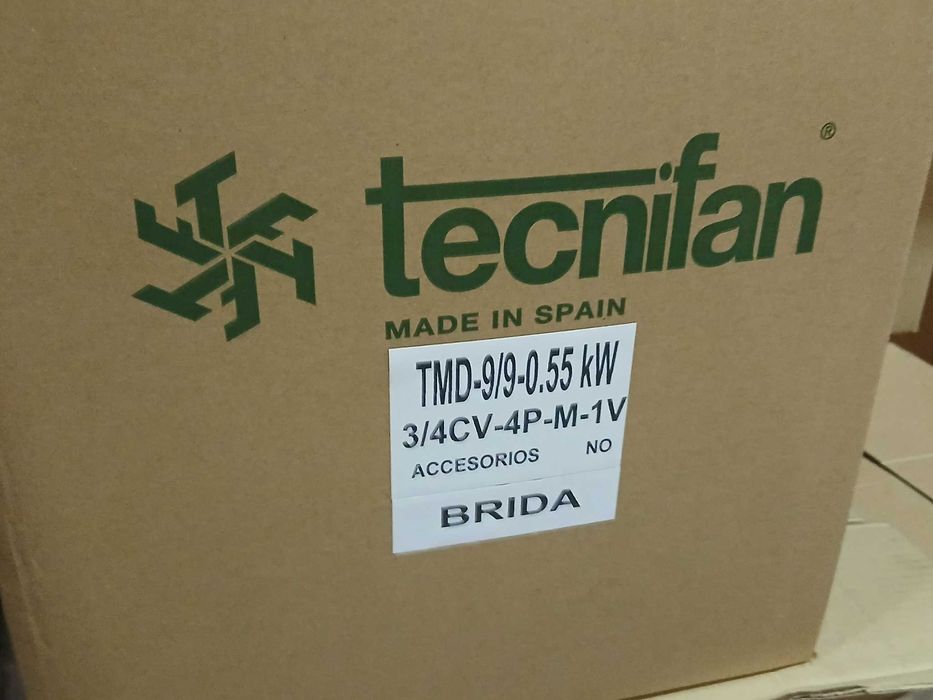 tecnifan ®
MADE IN SPAIN
TMD-9/9-0.55 kW
3/4CV-4P-M-1V
ACCESORIOS NO
BRIDA